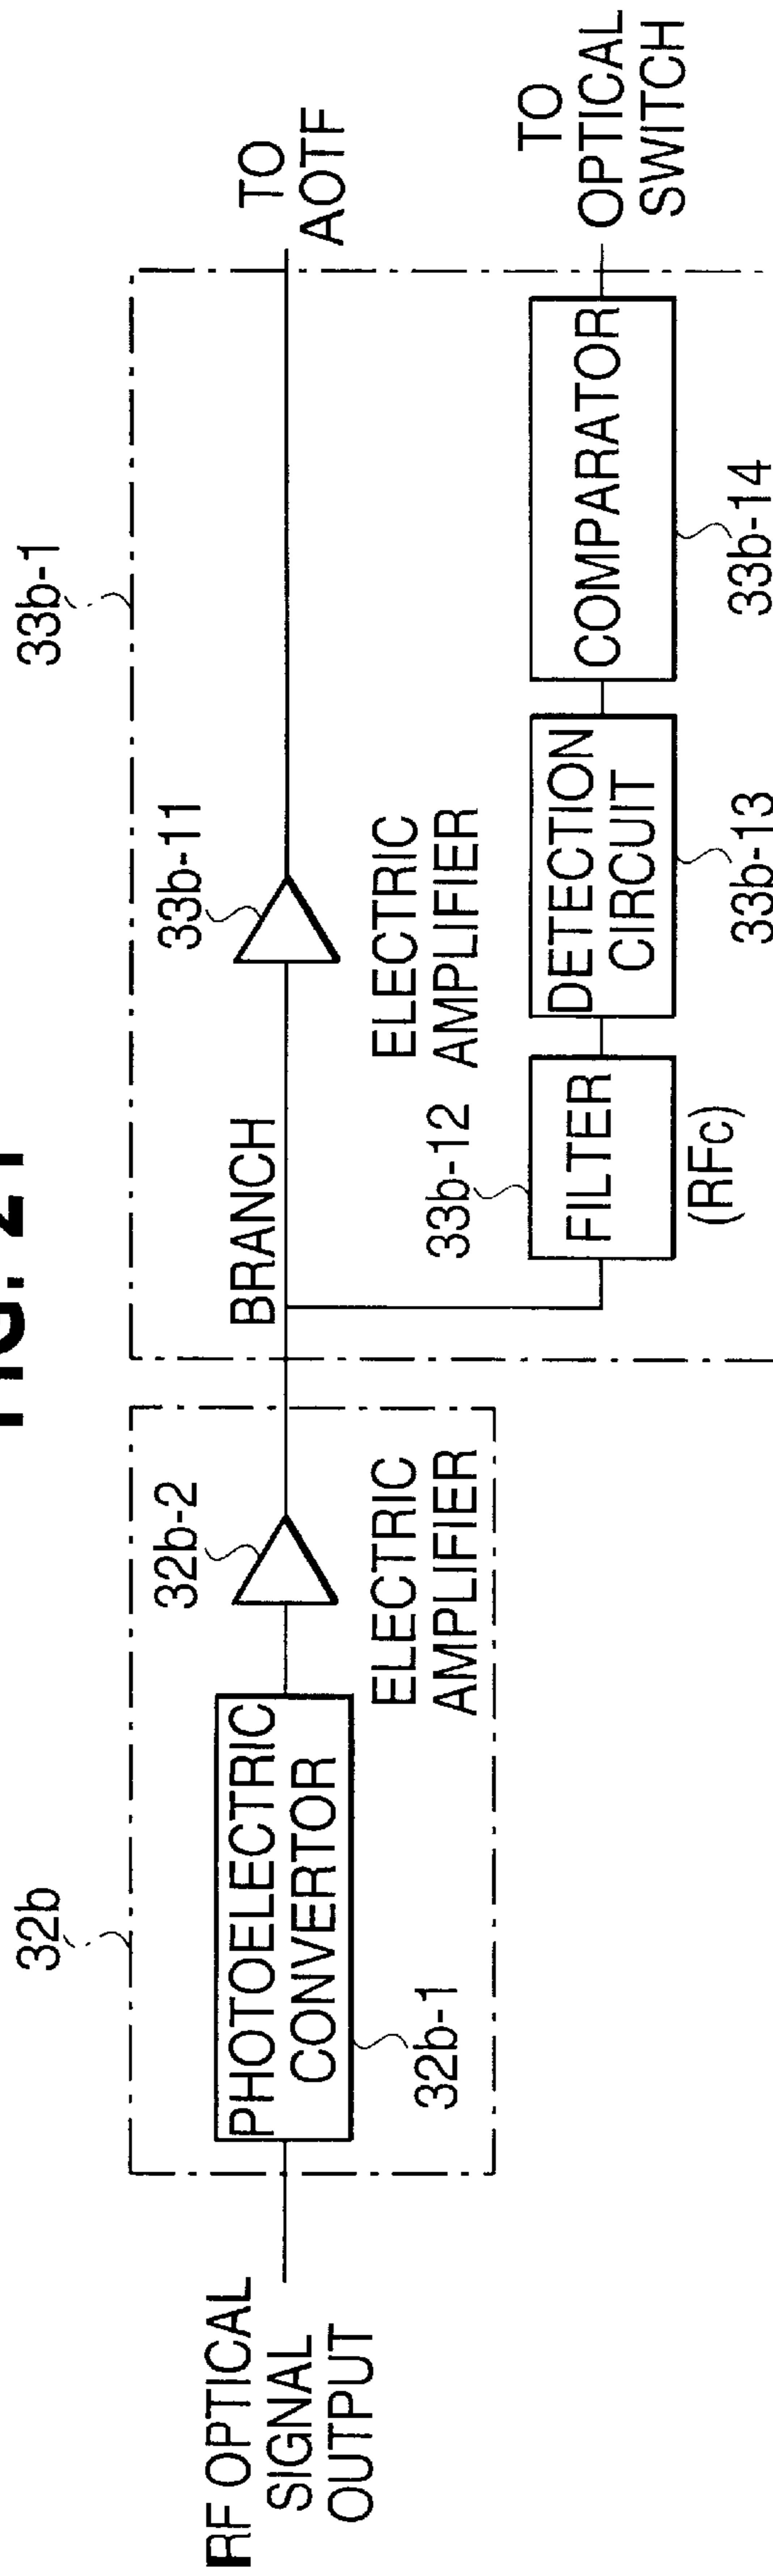 FIG. 21
32b
33b-1
RF OPTICAL
SIGNAL
OUTPUT
PHOTOELECTRIC
CONVERTOR
32b-1
32b-2
ELECTRIC
AMPLIFIER
BRANCH
33b-11
ELECTRIC
AMPLIFIER
TO
AOTF
33b-12
FILTER
(RFc)
DETECTION
CIRCUIT
33b-13
COMPARATOR
33b-14
TO
OPTICAL
SWITCH